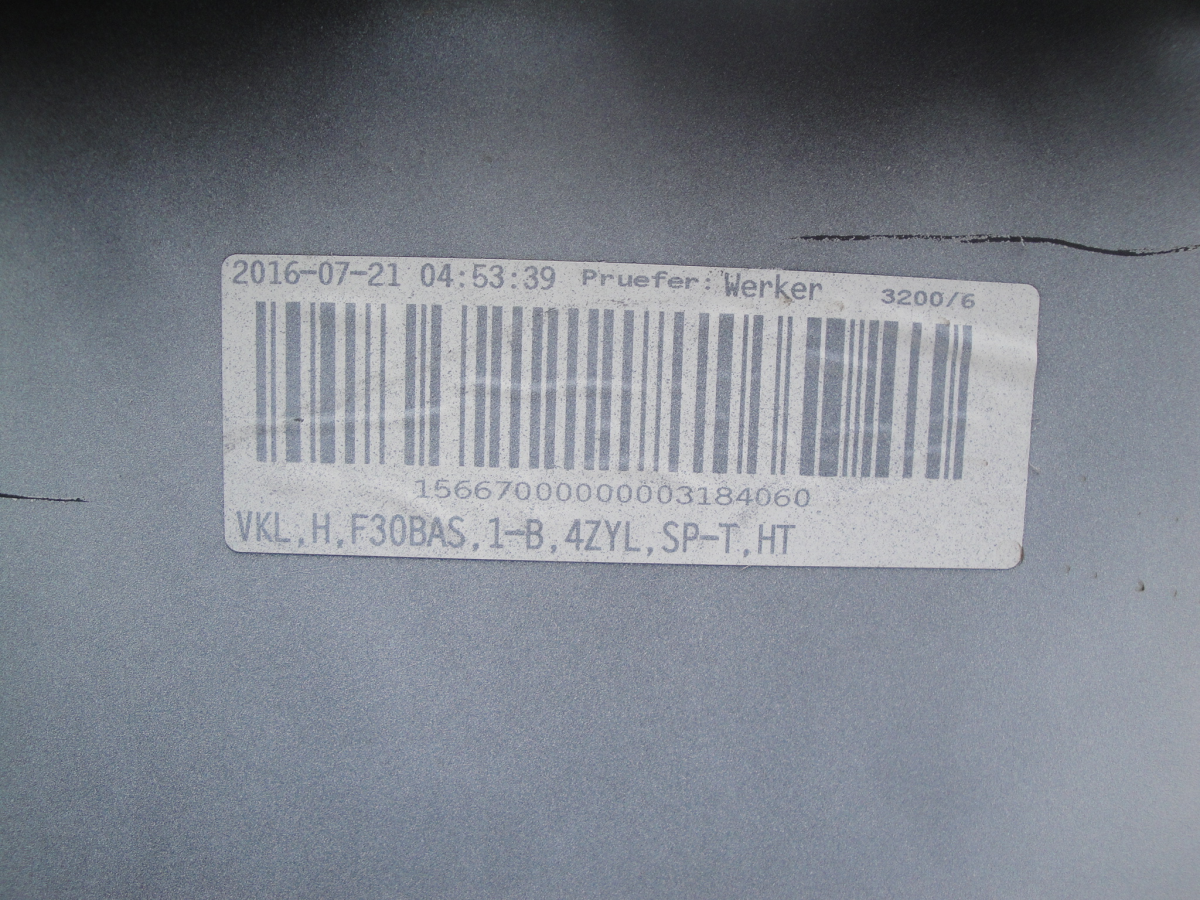 2016-07-21 04:53:39 Pruefer: Werker 3200/6
15667000000003184060
VKL,H,F30BAS,1-B,4ZYL,SP-T,HT